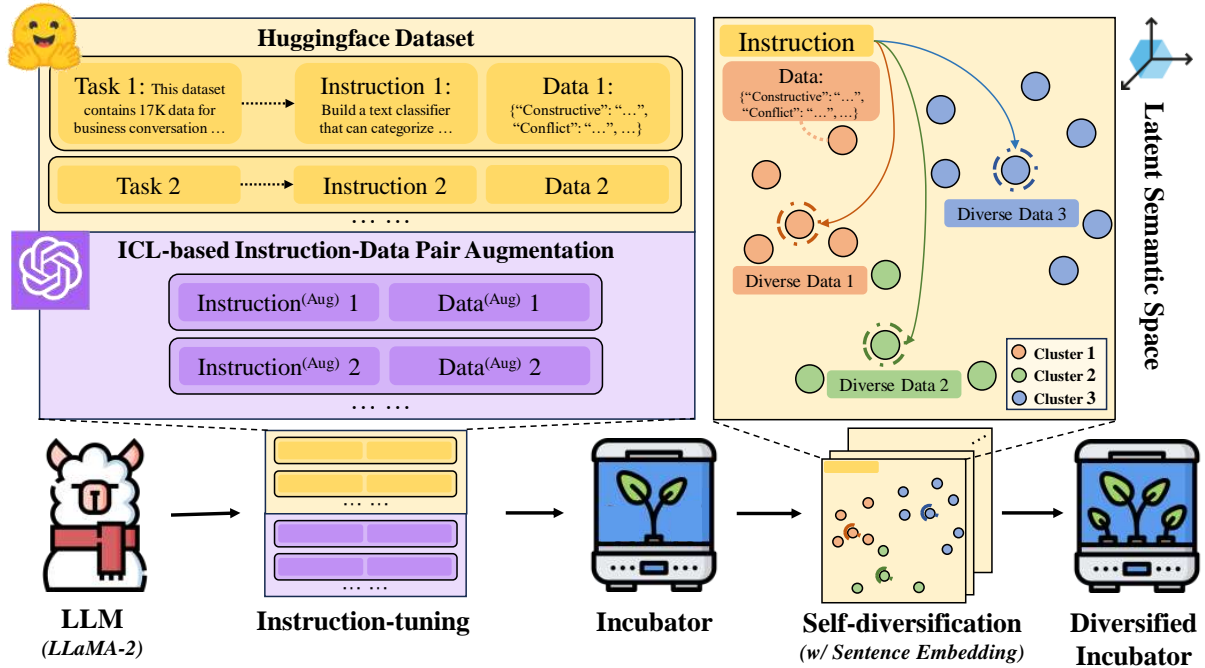 Huggingface Dataset
Task 1: This dataset
contains 17K data for
business conversation …
Instruction 1:
Build a text classifier
that can categorize …
Data 1:
{“Constructive”: “…”,
“Conflict”: “…”, …}
Task 2
Instruction 2
Data 2
… …
ICL-based Instruction-Data Pair Augmentation
Instruction(Aug) 1
Data(Aug) 1
Instruction(Aug) 2
Data(Aug) 2
… …
Instruction
Data:
{“Constructive”: “…”,
“Conflict”: “…”, …}
Diverse Data 3
Diverse Data 1
Diverse Data 2
Cluster 1
Cluster 2
Cluster 3
Latent Semantic Space
… …
… …
…
LLM
(LLaMA-2)
Instruction-tuning
Incubator
Self-diversification
(w/ Sentence Embedding)
Diversified
Incubator